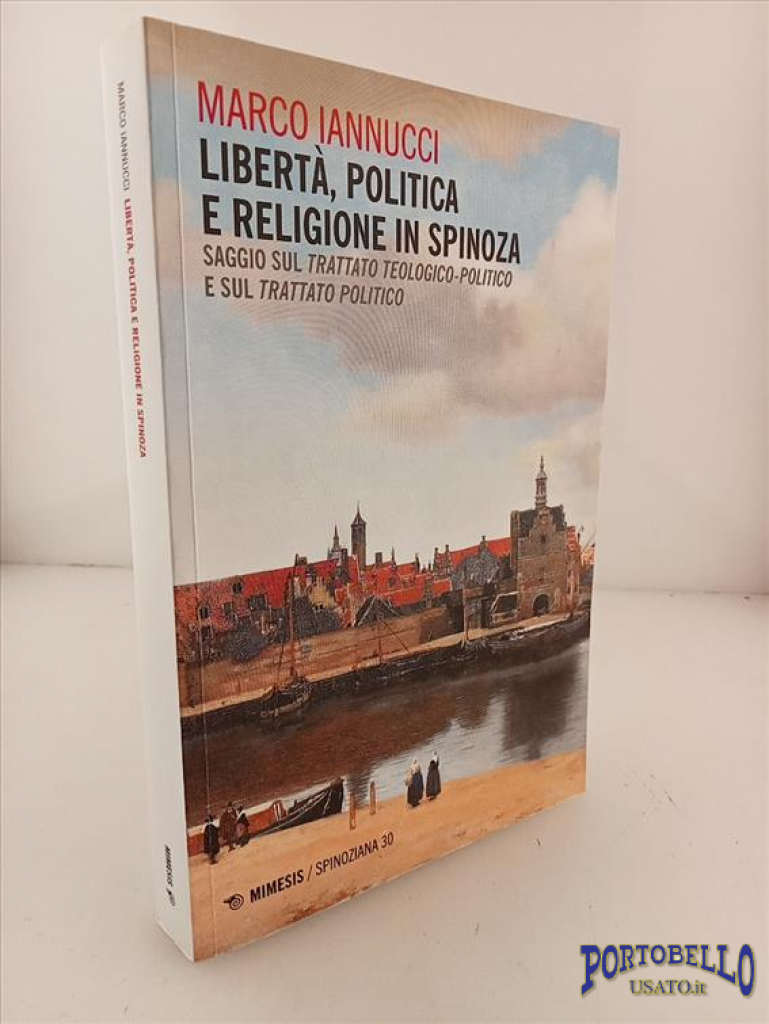 MARCO IANNUCCI
LIBERTÀ, POLITICA
E RELIGIONE IN SPINOZA
SAGGIO SUL TRATTATO TEOLOGICO-POLITICO
E SUL TRATTATO POLITICO
MIMESIS / SPINOZIANA 30
MARCO IANNUCCI LIBERTÀ, POLITICA E RELIGIONE IN SPINOZA
MIMESIS
PORTOBELLO
USATO.it